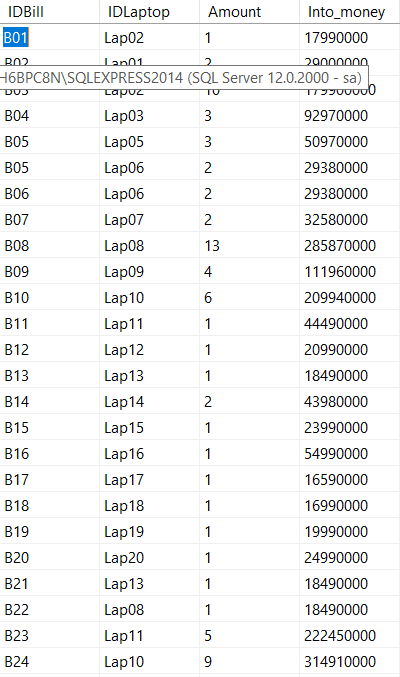 IDBill IDLaptop Amount Into_money
B01 Lap02 1 17990000
B02 Lap01 2
H6BPC8N\SQLEXPRESS2014 (SQL Server 12.0.2000 - sa)
B03 Lap02 10 179900000
B04 Lap03 3 92970000
B05 Lap05 3 50970000
B05 Lap06 2 29380000
B06 Lap06 2 29380000
B07 Lap07 2 32580000
B08 Lap08 13 285870000
B09 Lap09 4 111960000
B10 Lap10 6 209940000
B11 Lap11 1 44490000
B12 Lap12 1 20990000
B13 Lap13 1 18490000
B14 Lap14 2 43980000
B15 Lap15 1 23990000
B16 Lap16 1 54990000
B17 Lap17 1 16590000
B18 Lap18 1 16990000
B19 Lap19 1 19990000
B20 Lap20 1 24990000
B21 Lap13 1 18490000
B22 Lap08 1 18490000
B23 Lap11 5 222450000
B24 Lap10 9 314910000